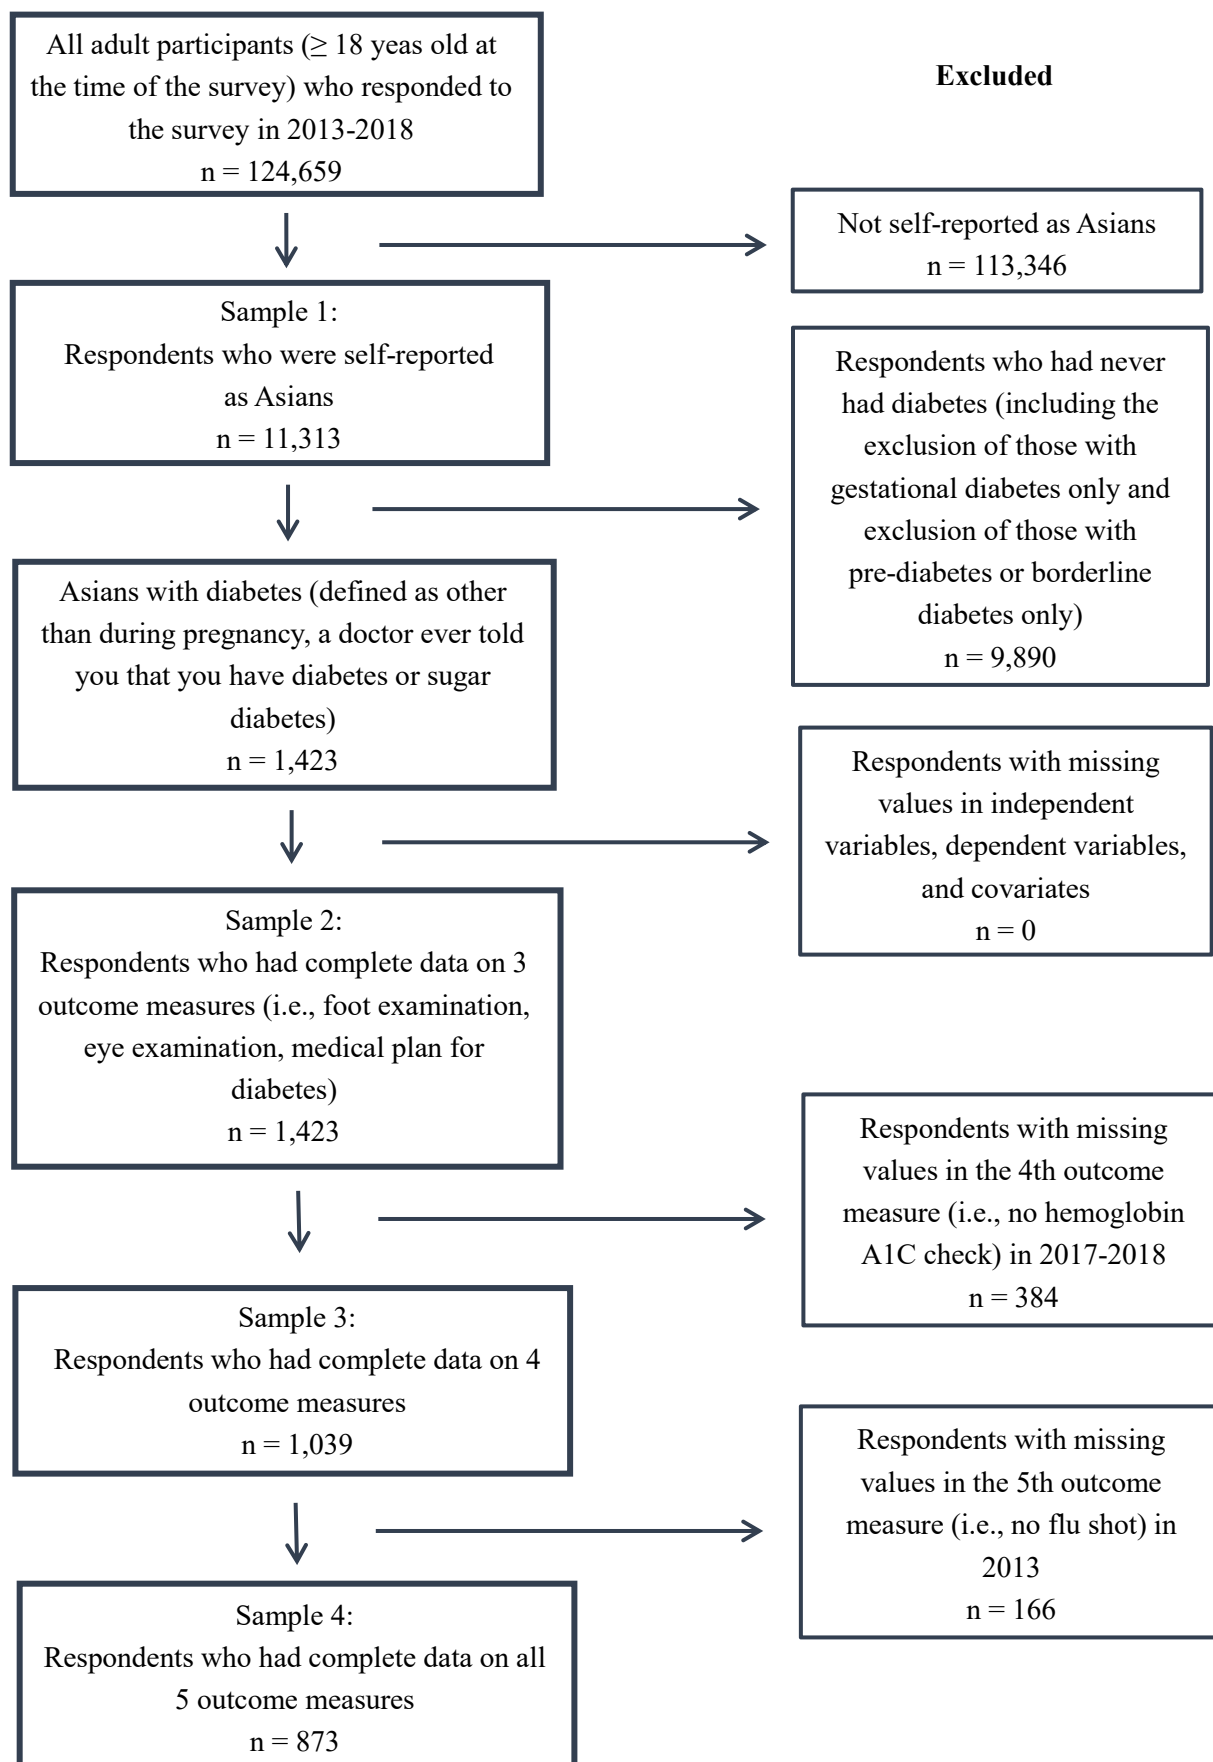 All adult participants (≥ 18 yeas old at
the time of the survey) who responded to
the survey in 2013-2018
n = 124,659
Excluded
Not self-reported as Asians
n = 113,346
Sample 1:
Respondents who were self-reported
as Asians
n = 11,313
Respondents who had never
had diabetes (including the
exclusion of those with
gestational diabetes only and
exclusion of those with
pre-diabetes or borderline
diabetes only)
n = 9,890
Asians with diabetes (defined as other
than during pregnancy, a doctor ever told
you that you have diabetes or sugar
diabetes)
n = 1,423
Respondents with missing
values in independent
variables, dependent variables,
and covariates
n = 0
Sample 2:
Respondents who had complete data on 3
outcome measures (i.e., foot examination,
eye examination, medical plan for
diabetes)
n = 1,423
Respondents with missing
values in the 4th outcome
measure (i.e., no hemoglobin
A1C check) in 2017-2018
n = 384
Sample 3:
Respondents who had complete data on 4
outcome measures
n = 1,039
Respondents with missing
values in the 5th outcome
measure (i.e., no flu shot) in
2013
n = 166
Sample 4:
Respondents who had complete data on all
5 outcome measures
n = 873